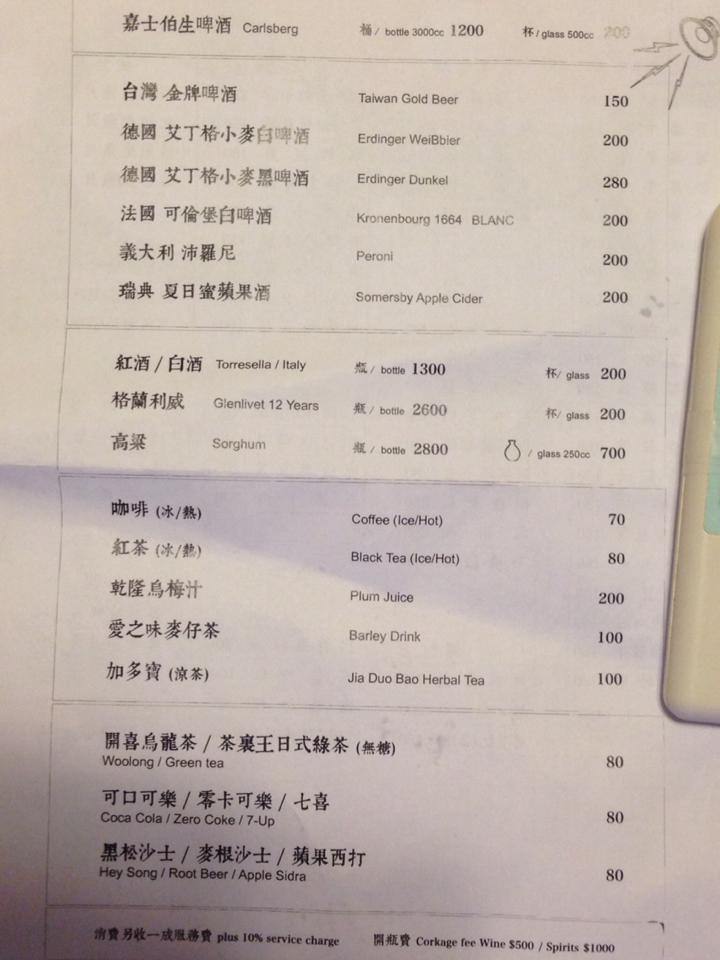 嘉士伯生啤酒 Carlsberg 桶/ bottle 3000cc 1200 杯/ glass 500cc 200
台灣 金牌啤酒 Taiwan Gold Beer 150
德國 艾丁格小麥白啤酒 Erdinger WeiBbier 200
德國 艾丁格小麥黑啤酒 Erdinger Dunkel 280
法國 可倫堡白啤酒 Kronenbourg 1664 BLANC 200
義大利 沛羅尼 Peroni 200
瑞典 夏日蜜蘋果酒 Somersby Apple Cider 200
紅酒 / 白酒 Torresella / Italy 瓶 / bottle 1300 杯/ glass 200
格蘭利威 Glenlivet 12 Years 瓶 / bottle 2600 杯/ glass 200
高粱 Sorghum 瓶 / bottle 2800 / glass 250cc 700
咖啡 (冰/熱) Coffee (Ice/Hot) 70
紅茶 (冰/熱) Black Tea (Ice/Hot) 80
乾隆烏梅汁 Plum Juice 200
愛之味麥仔茶 Barley Drink 100
加多寶 (涼茶) Jia Duo Bao Herbal Tea 100
開喜烏龍茶 / 茶裏王日式綠茶 (無糖)
Woolong / Green tea 80
可口可樂 / 零卡可樂 / 七喜
Coca Cola / Zero Coke / 7-Up 80
黑松沙士 / 麥根沙士 / 蘋果西打
Hey Song / Root Beer / Apple Sidra 80
消費另收一成服務費 plus 10% service charge 開瓶費 Corkage fee Wine $500 / Spirits $1000